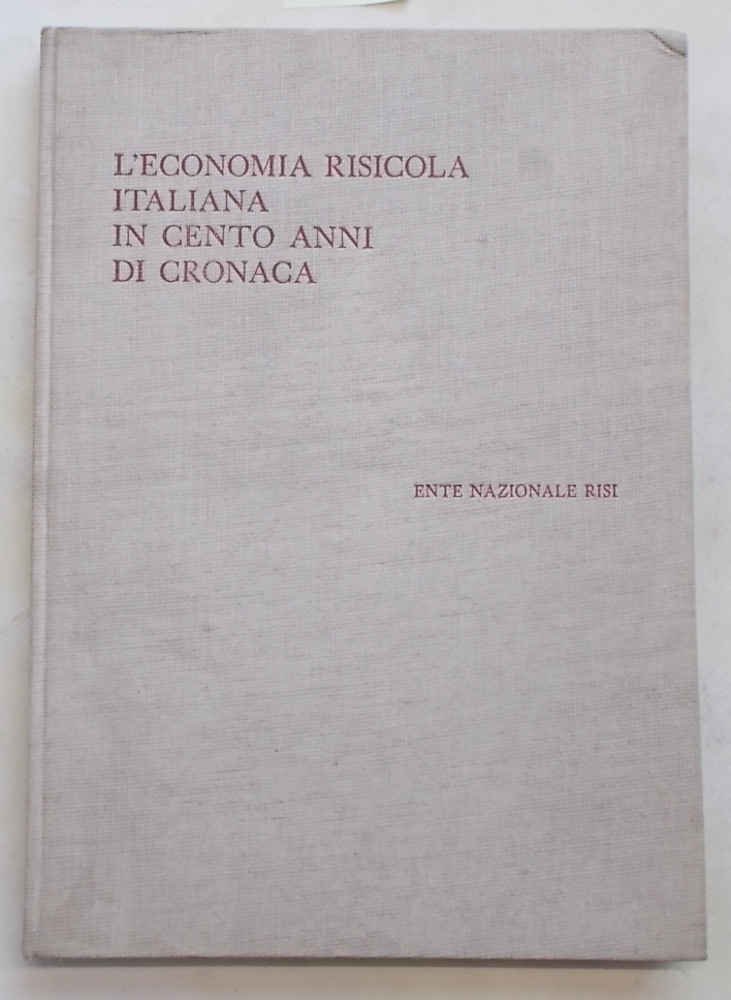 L'ECONOMIA RISICOLA
ITALIANA
IN CENTO ANNI
DI CRONACA
ENTE NAZIONALE RISI